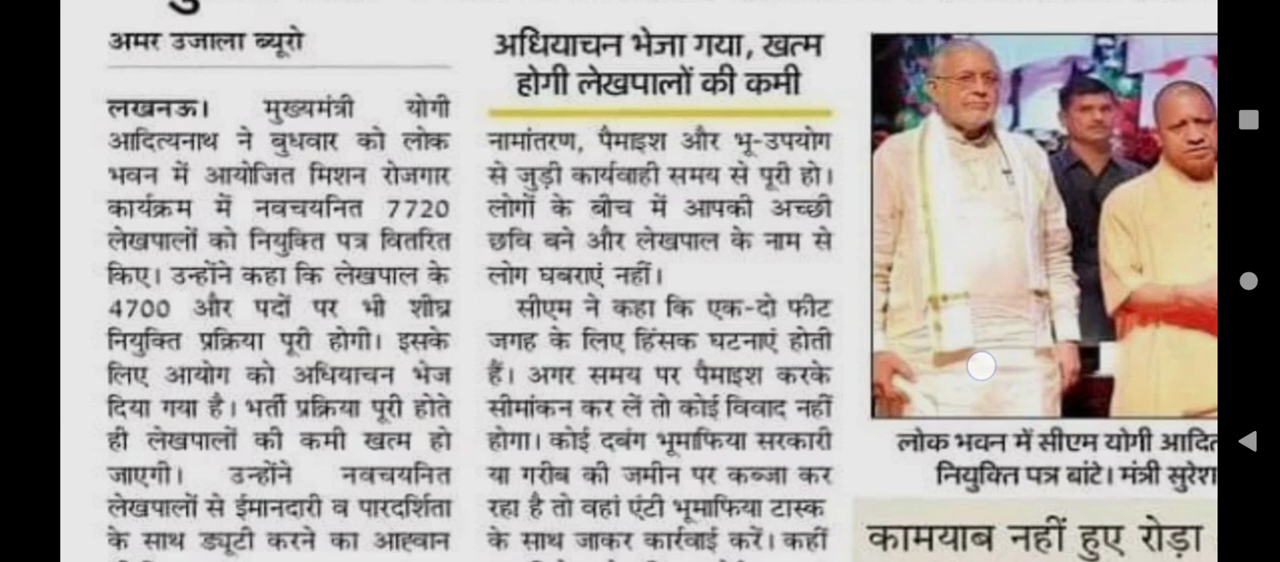 अमर उजाला ब्यूरो
लखनऊ। मुख्यमंत्री योगी
आदित्यनाथ ने बुधवार को लोक
भवन में आयोजित मिशन रोजगार
कार्यक्रम में नवचयनित 7720
लेखपालों को नियुक्ति पत्र वितरित
किए। उन्होंने कहा कि लेखपाल के
4700 और पदों पर भी शीघ्र
नियुक्ति प्रक्रिया पूरी होगी। इसके
लिए आयोग को अधियाचन भेज
दिया गया है। भर्ती प्रक्रिया पूरी होते
ही लेखपालों की कमी खत्म हो
जाएगी। उन्होंने नवचयनित
लेखपालों से ईमानदारी व पारदर्शिता
के साथ ड्यूटी करने का आह्वान
अधियाचन भेजा गया, खत्म
होगी लेखपालों की कमी
नामांतरण, पैमाइश और भू-उपयोग
से जुड़ी कार्यवाही समय से पूरी हो।
लोगों के बीच में आपकी अच्छी
छवि बने और लेखपाल के नाम से
लोग घबराएं नहीं।
सीएम ने कहा कि एक-दो फीट
जगह के लिए हिंसक घटनाएं होती
हैं। अगर समय पर पैमाइश करके
सीमांकन कर लें तो कोई विवाद नहीं
होगा। कोई दबंग भूमाफिया सरकारी
या गरीब की जमीन पर कब्जा कर
रहा है तो वहां एंटी भूमाफिया टास्क
के साथ जाकर कार्रवाई करें। कहीं
लोक भवन में सीएम योगी आदित
नियुक्ति पत्र बांटे। मंत्री सुरेश
कामयाब नहीं हुए रोड़ा